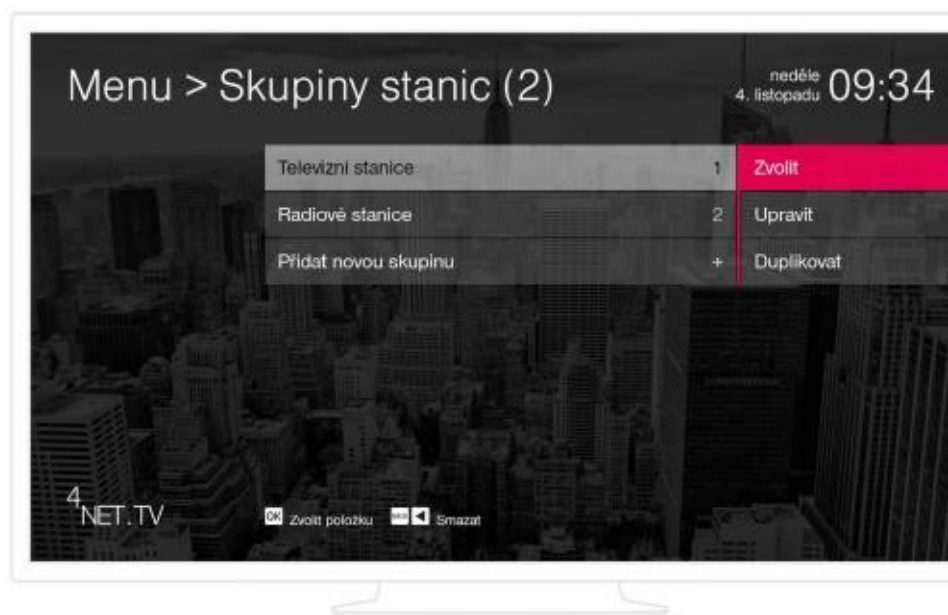 Menu > Skupiny stanic (2)
neděle
4. listopadu 09:34
Televizní stanice 1 Zvolit
Radiové stanice 2 Upravit
Přidat novou skupinu + Duplikovat
4NET.TV
OK Zvolit položku ◀ Smazat